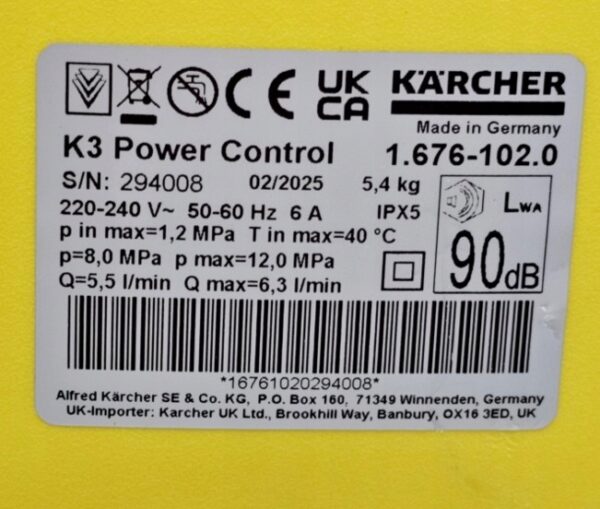 CE UK
CA
KÄRCHER
Made in Germany
K3 Power Control 1.676-102.0
S/N: 294008 02/2025 5,4 kg
220-240 V~ 50-60 Hz 6 A IPX5
p in max=1,2 MPa T in max=40 °C
p=8,0 MPa p max=12,0 MPa
Q=5,5 l/min Q max=6,3 l/min
LWA
90dB
*16761020294008*
Alfred Kärcher SE & Co. KG, P.O. Box 160, 71349 Winnenden, Germany
UK-Importer: Karcher UK Ltd., Brookhill Way, Banbury, OX16 3ED, UK